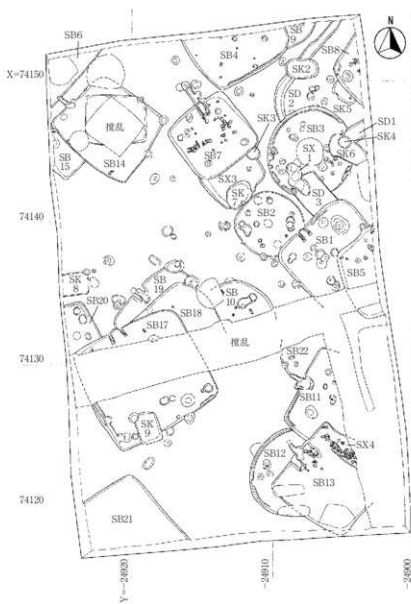 SB6
SB4
SB
9
SB8
N
X=74150
SK2
SD
2
SK5
SK3
SD1
SK4
SB3
SK6
SX
1
攪乱
SB
15
SB14
SB7
SX3
SK
7
SD
3
74140
SB2
SB1
SB5
SK
8
SB20
SB
19
SB18
SB
10
SB17
攪乱
74130
SB22
SB11
SK
9
SX4
SB12
SB13
74120
SB21
Y=-24920
-24910
-24900